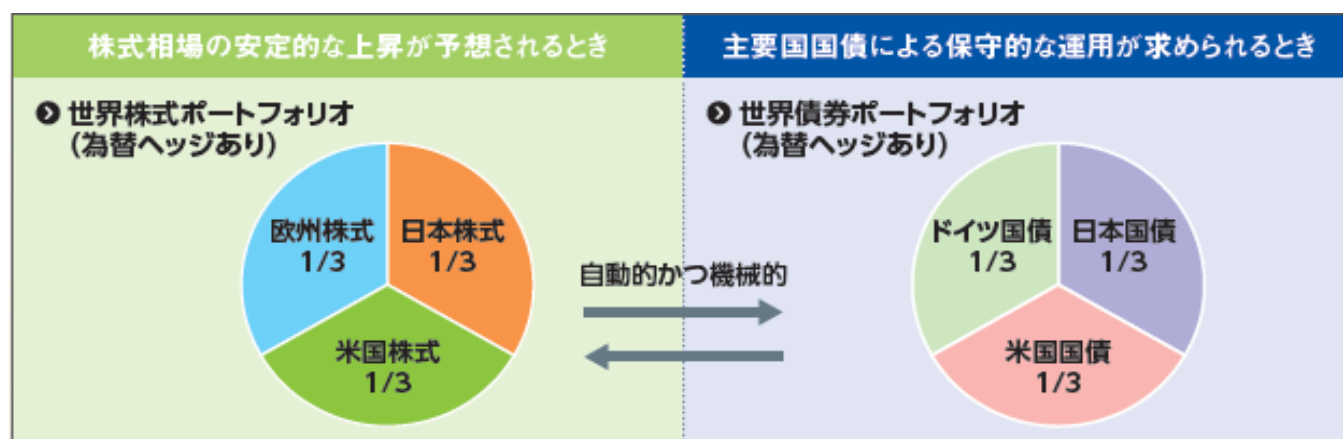 株式相場の安定的な上昇が予想されるとき
主要国国債による保守的な運用が求められるとき
世界株式ポートフォリオ
(為替ヘッジあり)
欧州株式
1/3
日本株式
1/3
米国株式
1/3
自動的かつ機械的
世界債券ポートフォリオ
(為替ヘッジあり)
ドイツ国債
1/3
日本国債
1/3
米国国債
1/3